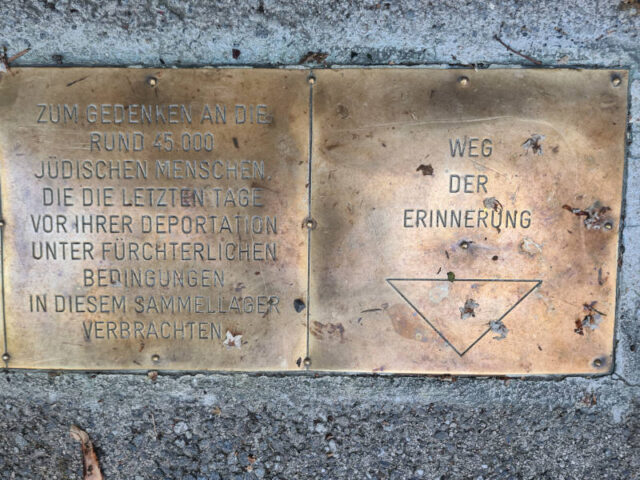 ZUM GEDENKEN AN DIE
RUND 45.000
JÜDISCHEN MENSCHEN,
DIE DIE LETZTEN TAGE
VOR IHRER DEPORTATION
UNTER FÜRCHTERLICHEN
BEDINGUNGEN
IN DIESEM SAMMELLAGER
VERBRACHTEN.
WEG
DER
ERINNERUNG